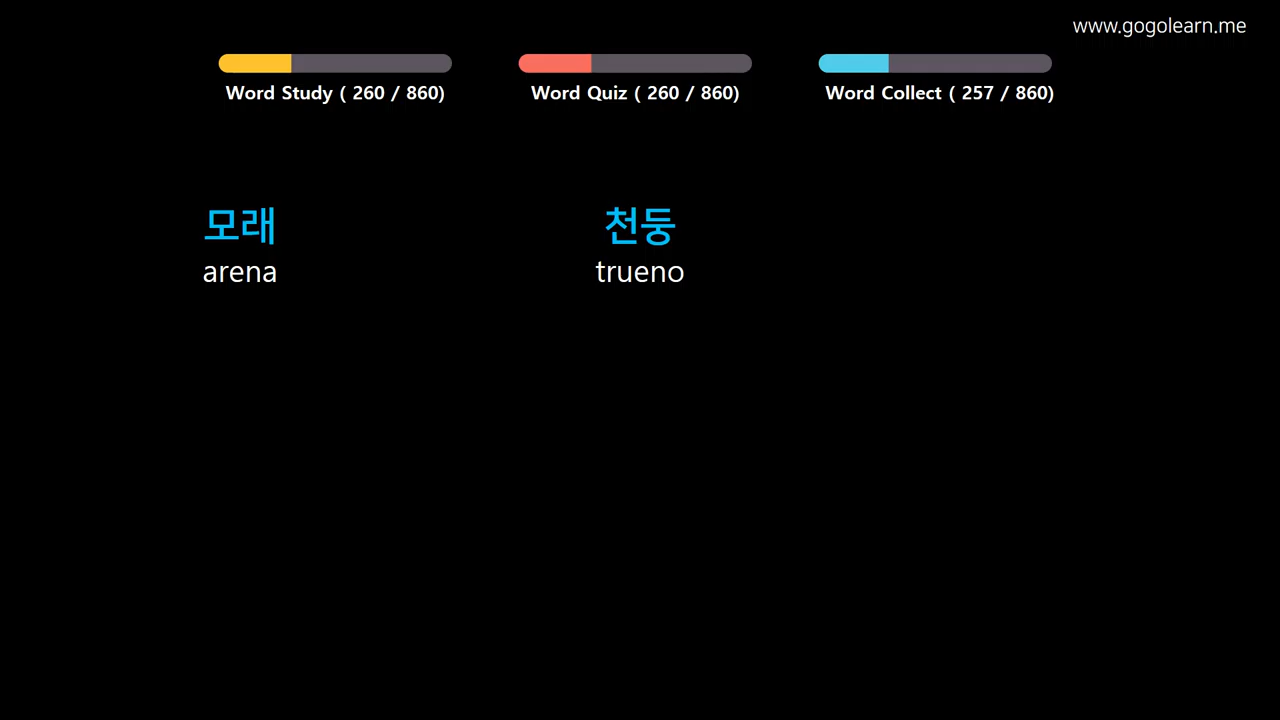 www.gogolearn.me
Word Study ( 260 / 860)
Word Quiz ( 260 / 860)
Word Collect ( 257 / 860)
모래
arena
천둥
trueno